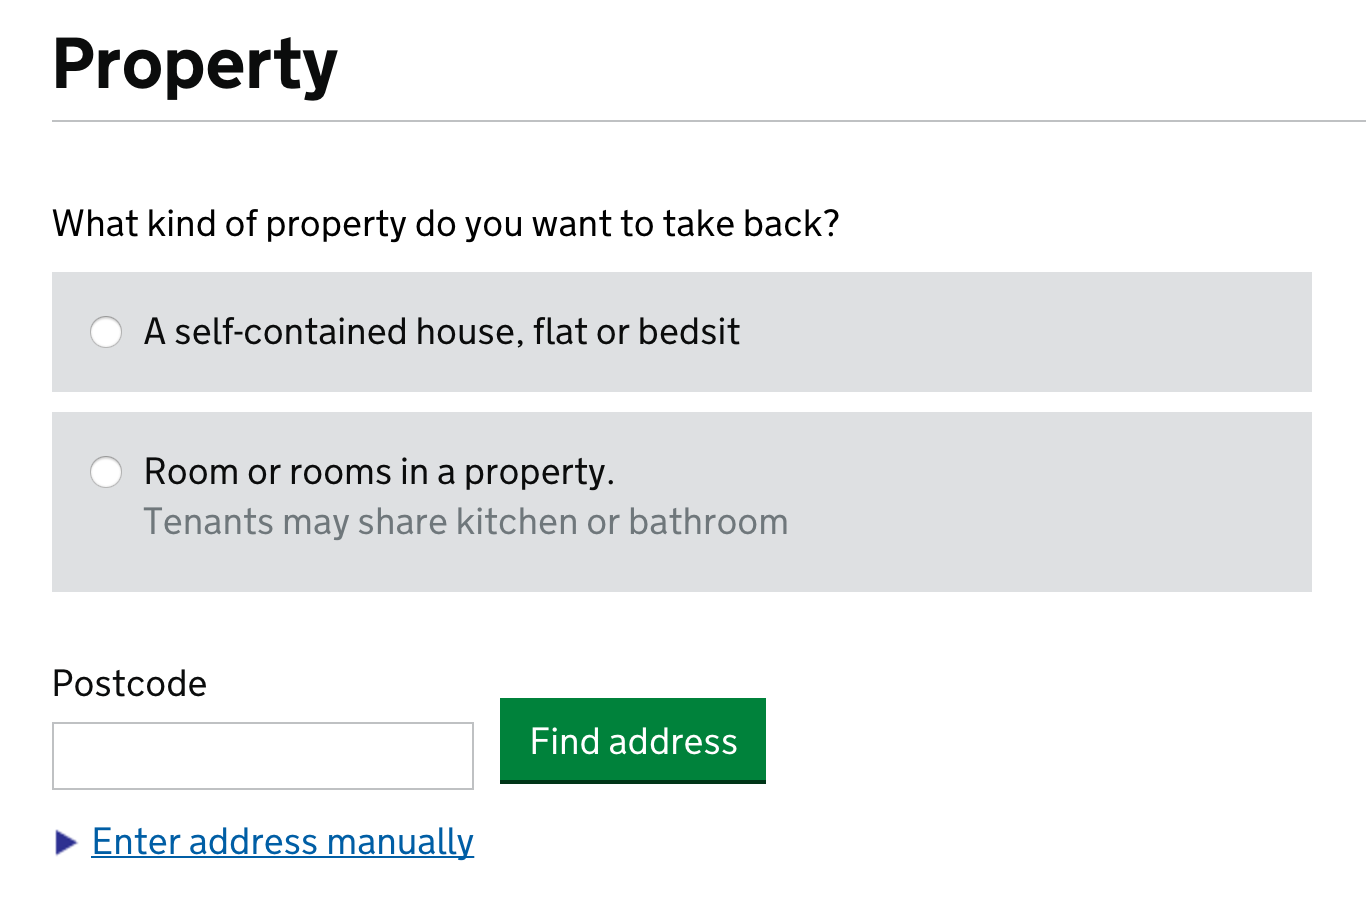 Property
What kind of property do you want to take back?
A self-contained house, flat or bedsit
Room or rooms in a property.
Tenants may share kitchen or bathroom
Postcode
Find address
Enter address manually